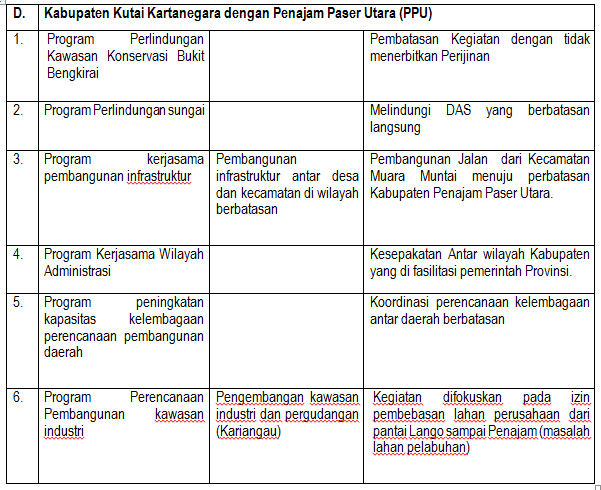 D. Kabupaten Kutai Kartanegara dengan Penajam Paser Utara (PPU)
1. Program Perlindungan
Kawasan Konservasi Bukit
Bengkirai
Pembatasan Kegiatan dengan tidak
menerbitkan Perijinan
2. Program Perlindungan sungai
Melindungi DAS yang berbatasan
langsung
3. Program kerjasama
pembangunan infrastruktur
Pembangunan
infrastruktur antar desa
dan kecamatan di wilayah
berbatasan
Pembangunan Jalan dari Kecamatan
Muara Muntai menuju perbatasan
Kabupaten Penajam Paser Utara.
4. Program Kerjasama Wilayah
Administrasi
Kesepakatan Antar wilayah Kabupaten
yang di fasilitasi pemerintah Provinsi.
5. Program peningkatan
kapasitas kelembagaan
perencanaan pembangunan
daerah
Koordinasi perencanaan kelembagaan
antar daerah berbatasan
6. Program Perencanaan
Pembangunan kawasan
industri
Pengembangan kawasan
industri dan pergudangan
(Kariangau)
Kegiatan difokuskan pada izin
pembebasan lahan perusahaan dari
pantai Lango sampai Penajam (masalah
lahan pelabuhan)